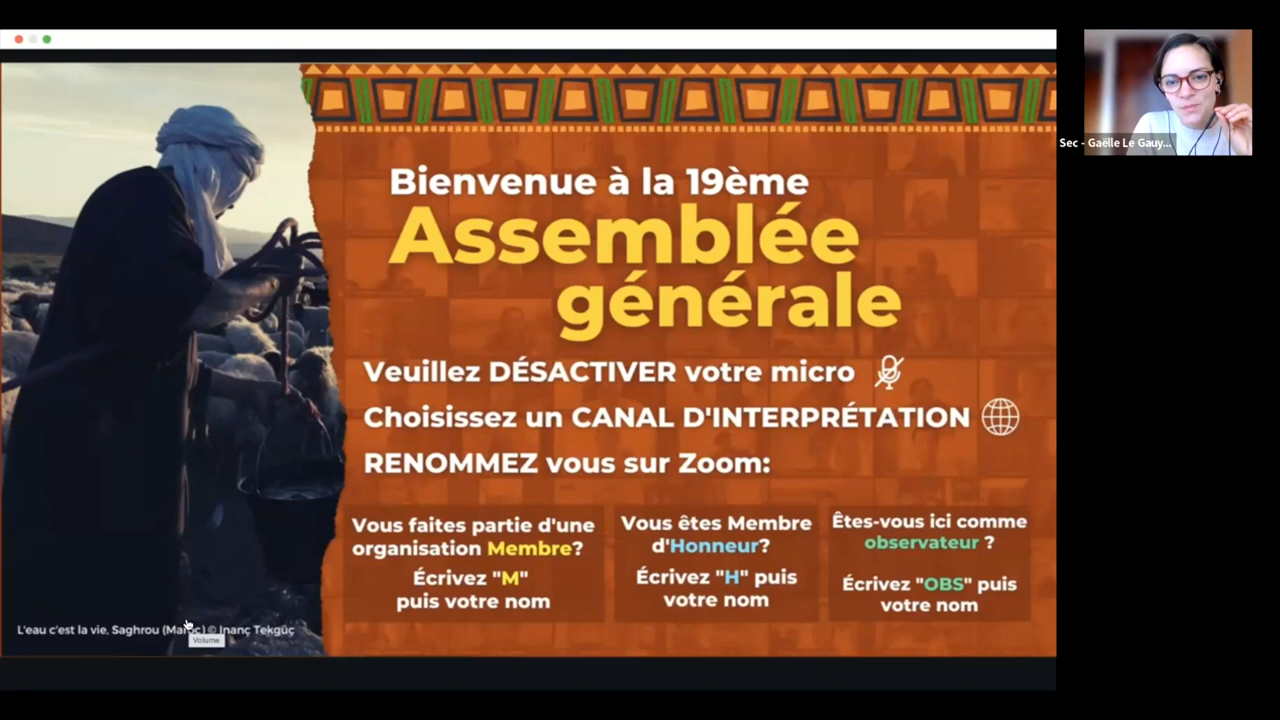 Bienvenue à la 19ème
Assemblée
générale
Veuillez DÉSACTIVER votre micro
Choisissez un CANAL D'INTERPRÉTATION
RENOMMEZ vous sur Zoom:
Vous faites partie d'une
organisation Membre?
Écrivez "M"
puis votre nom
Vous êtes Membre
d'Honneur?
Écrivez "H" puis
votre nom
Êtes-vous ici comme
observateur ?
Écrivez "OBS" puis
votre nom
L'eau c'est la vie, Saghrou (Maroc) © Inanç Tekgüç
Volume
Sec - Gaëlle Le Gauy...